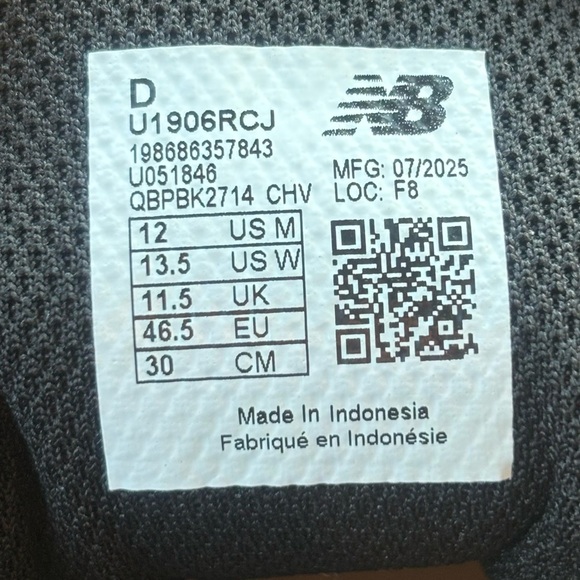 D
U1906RCJ
198686357843
U051846
QBPBK2714 CHV
NB
MFG: 07/2025
LOC: F8
12 US M
13.5 US W
11.5 UK
46.5 EU
30 CM
Made In Indonesia
Fabriqué en Indonésie